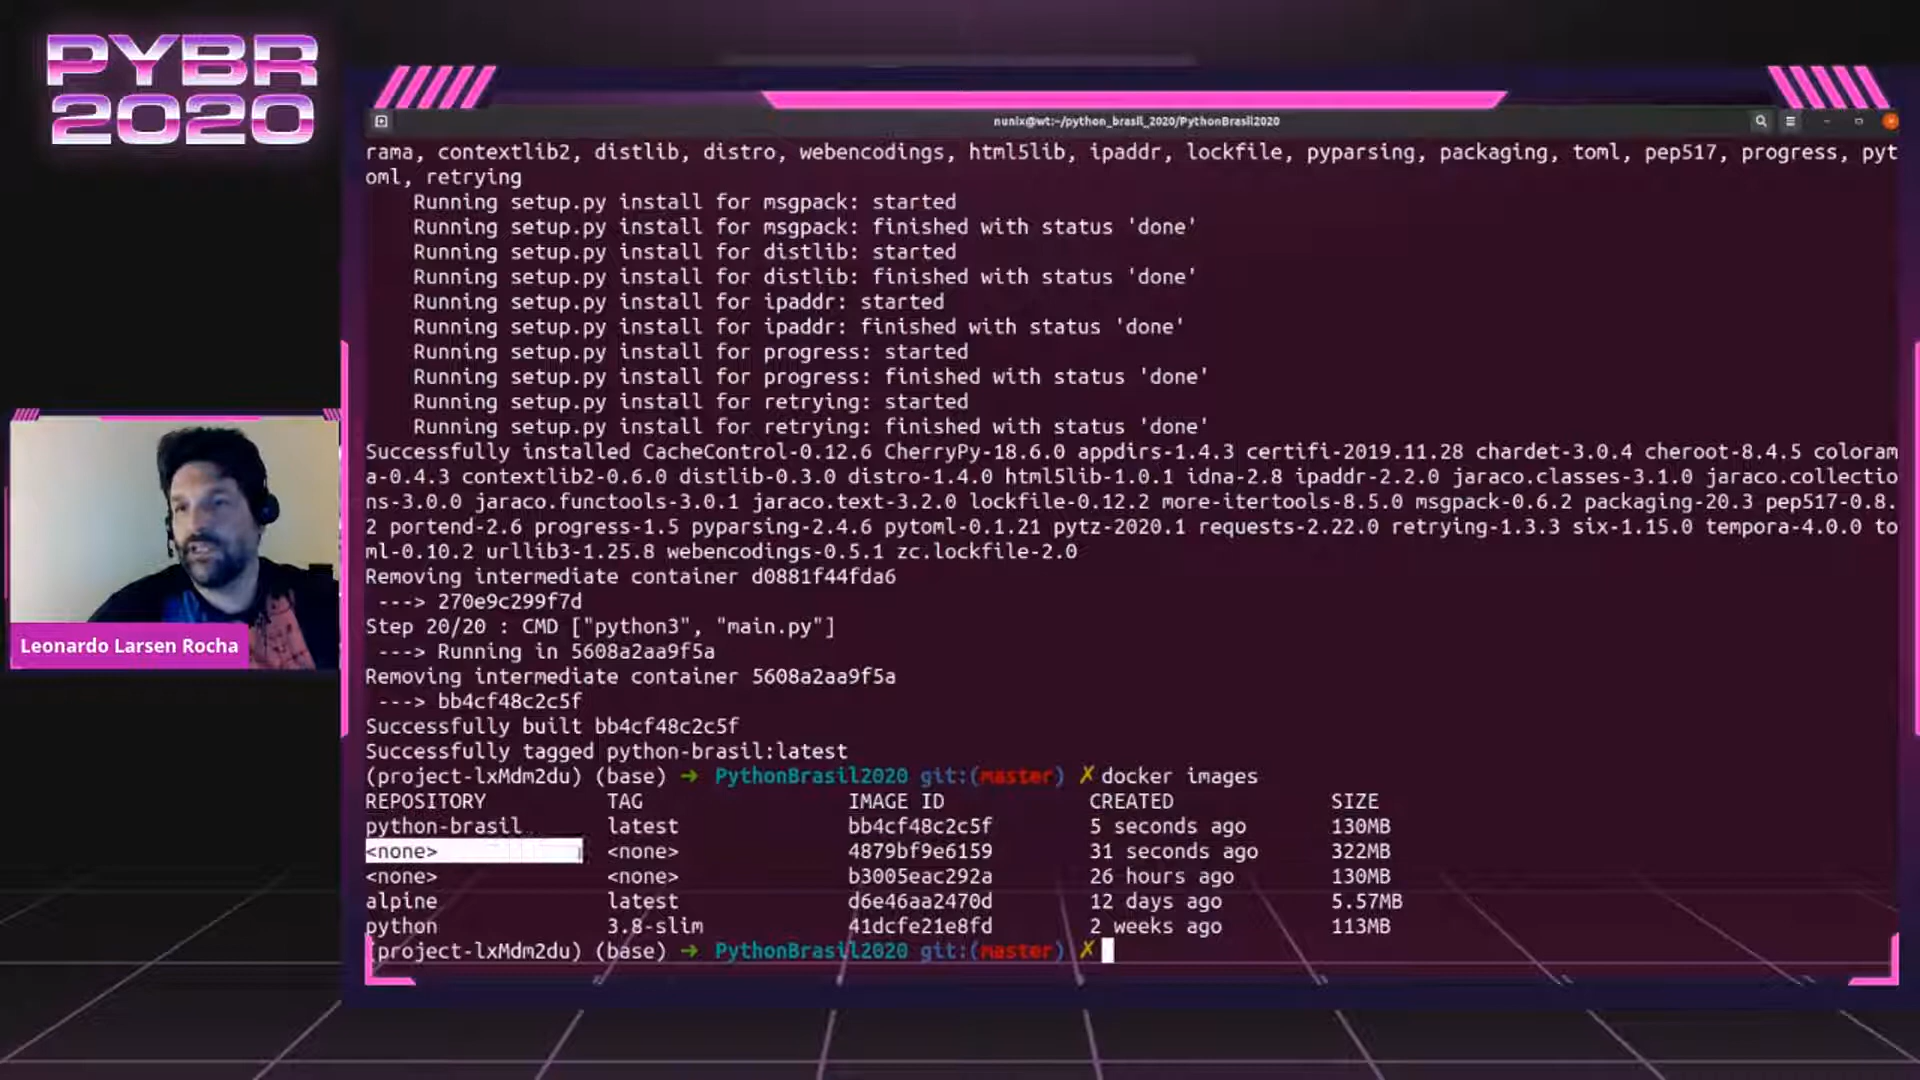 PYBR
2020
nunix@wt:~/python_brasil_2020/PythonBrasil2020
rama, contextlib2, distlib, distro, webencodings, html5lib, ipaddr, lockfile, pyparsing, packaging, toml, pep517, progress, pyt
oml, retrying
Running setup.py install for msgpack: started
Running setup.py install for msgpack: finished with status 'done'
Running setup.py install for distlib: started
Running setup.py install for distlib: finished with status 'done'
Running setup.py install for ipaddr: started
Running setup.py install for ipaddr: finished with status 'done'
Running setup.py install for progress: started
Running setup.py install for progress: finished with status 'done'
Running setup.py install for retrying: started
Running setup.py install for retrying: finished with status 'done'
Successfully installed CacheControl-0.12.6 CherryPy-18.6.0 appdirs-1.4.3 certifi-2019.11.28 chardet-3.0.4 cheroot-8.4.5 coloram
a-0.4.3 contextlib2-0.6.0 distlib-0.3.0 distro-1.4.0 html5lib-1.0.1 idna-2.8 ipaddr-2.2.0 jaraco.classes-3.1.0 jaraco.collectio
ns-3.0.0 jaraco.functools-3.0.1 jaraco.text-3.2.0 lockfile-0.12.2 more-itertools-8.5.0 msgpack-0.6.2 packaging-20.3 pep517-0.8.
2 portend-2.6 progress-1.5 pyparsing-2.4.6 pytoml-0.1.21 pytz-2020.1 requests-2.22.0 retrying-1.3.3 six-1.15.0 tempora-4.0.0 to
ml-0.10.2 urllib3-1.25.8 webencodings-0.5.1 zc.lockfile-2.0
Removing intermediate container d0881f44fda6
---> 270e9c299f7d
Step 20/20 : CMD ["python3", "main.py"]
---> Running in 5608a2aa9f5a
Removing intermediate container 5608a2aa9f5a
---> bb4cf48c2c5f
Successfully built bb4cf48c2c5f
Successfully tagged python-brasil:latest
(project-lxMdm2du) (base) → PythonBrasil2020 git:(master) ✗ docker images
REPOSITORY TAG IMAGE ID CREATED SIZE
python-brasil latest bb4cf48c2c5f 5 seconds ago 130MB
<none> <none> 4879bf9e6159 31 seconds ago 322MB
<none> <none> b3005eac292a 26 hours ago 130MB
alpine latest d6e46aa2470d 12 days ago 5.57MB
python 3.8-slim 41dcfe21e8fd 2 weeks ago 113MB
(project-lxMdm2du) (base) → PythonBrasil2020 git:(master) ✗
Leonardo Larsen Rocha